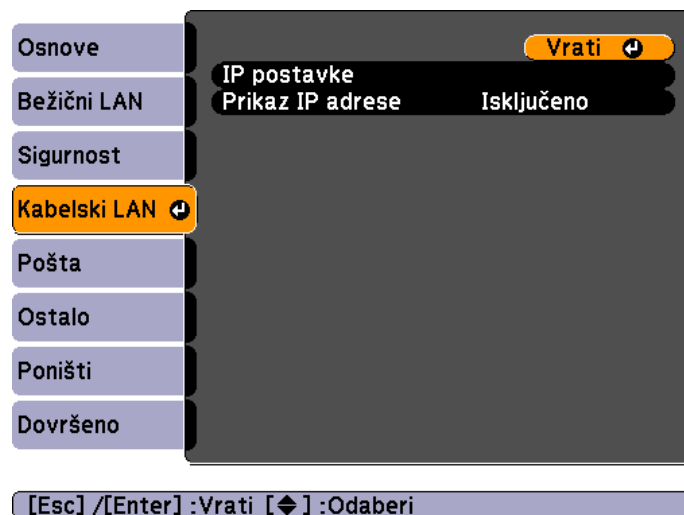 Osnove
Bežični LAN
Sigurnost
Kabelski LAN
Pošta
Ostalo
Poništi
Dovršeno
Vrati
IP postavke
Prikaz IP adrese Isključeno
[Esc] /[Enter] :Vrati [◆] :Odaberi